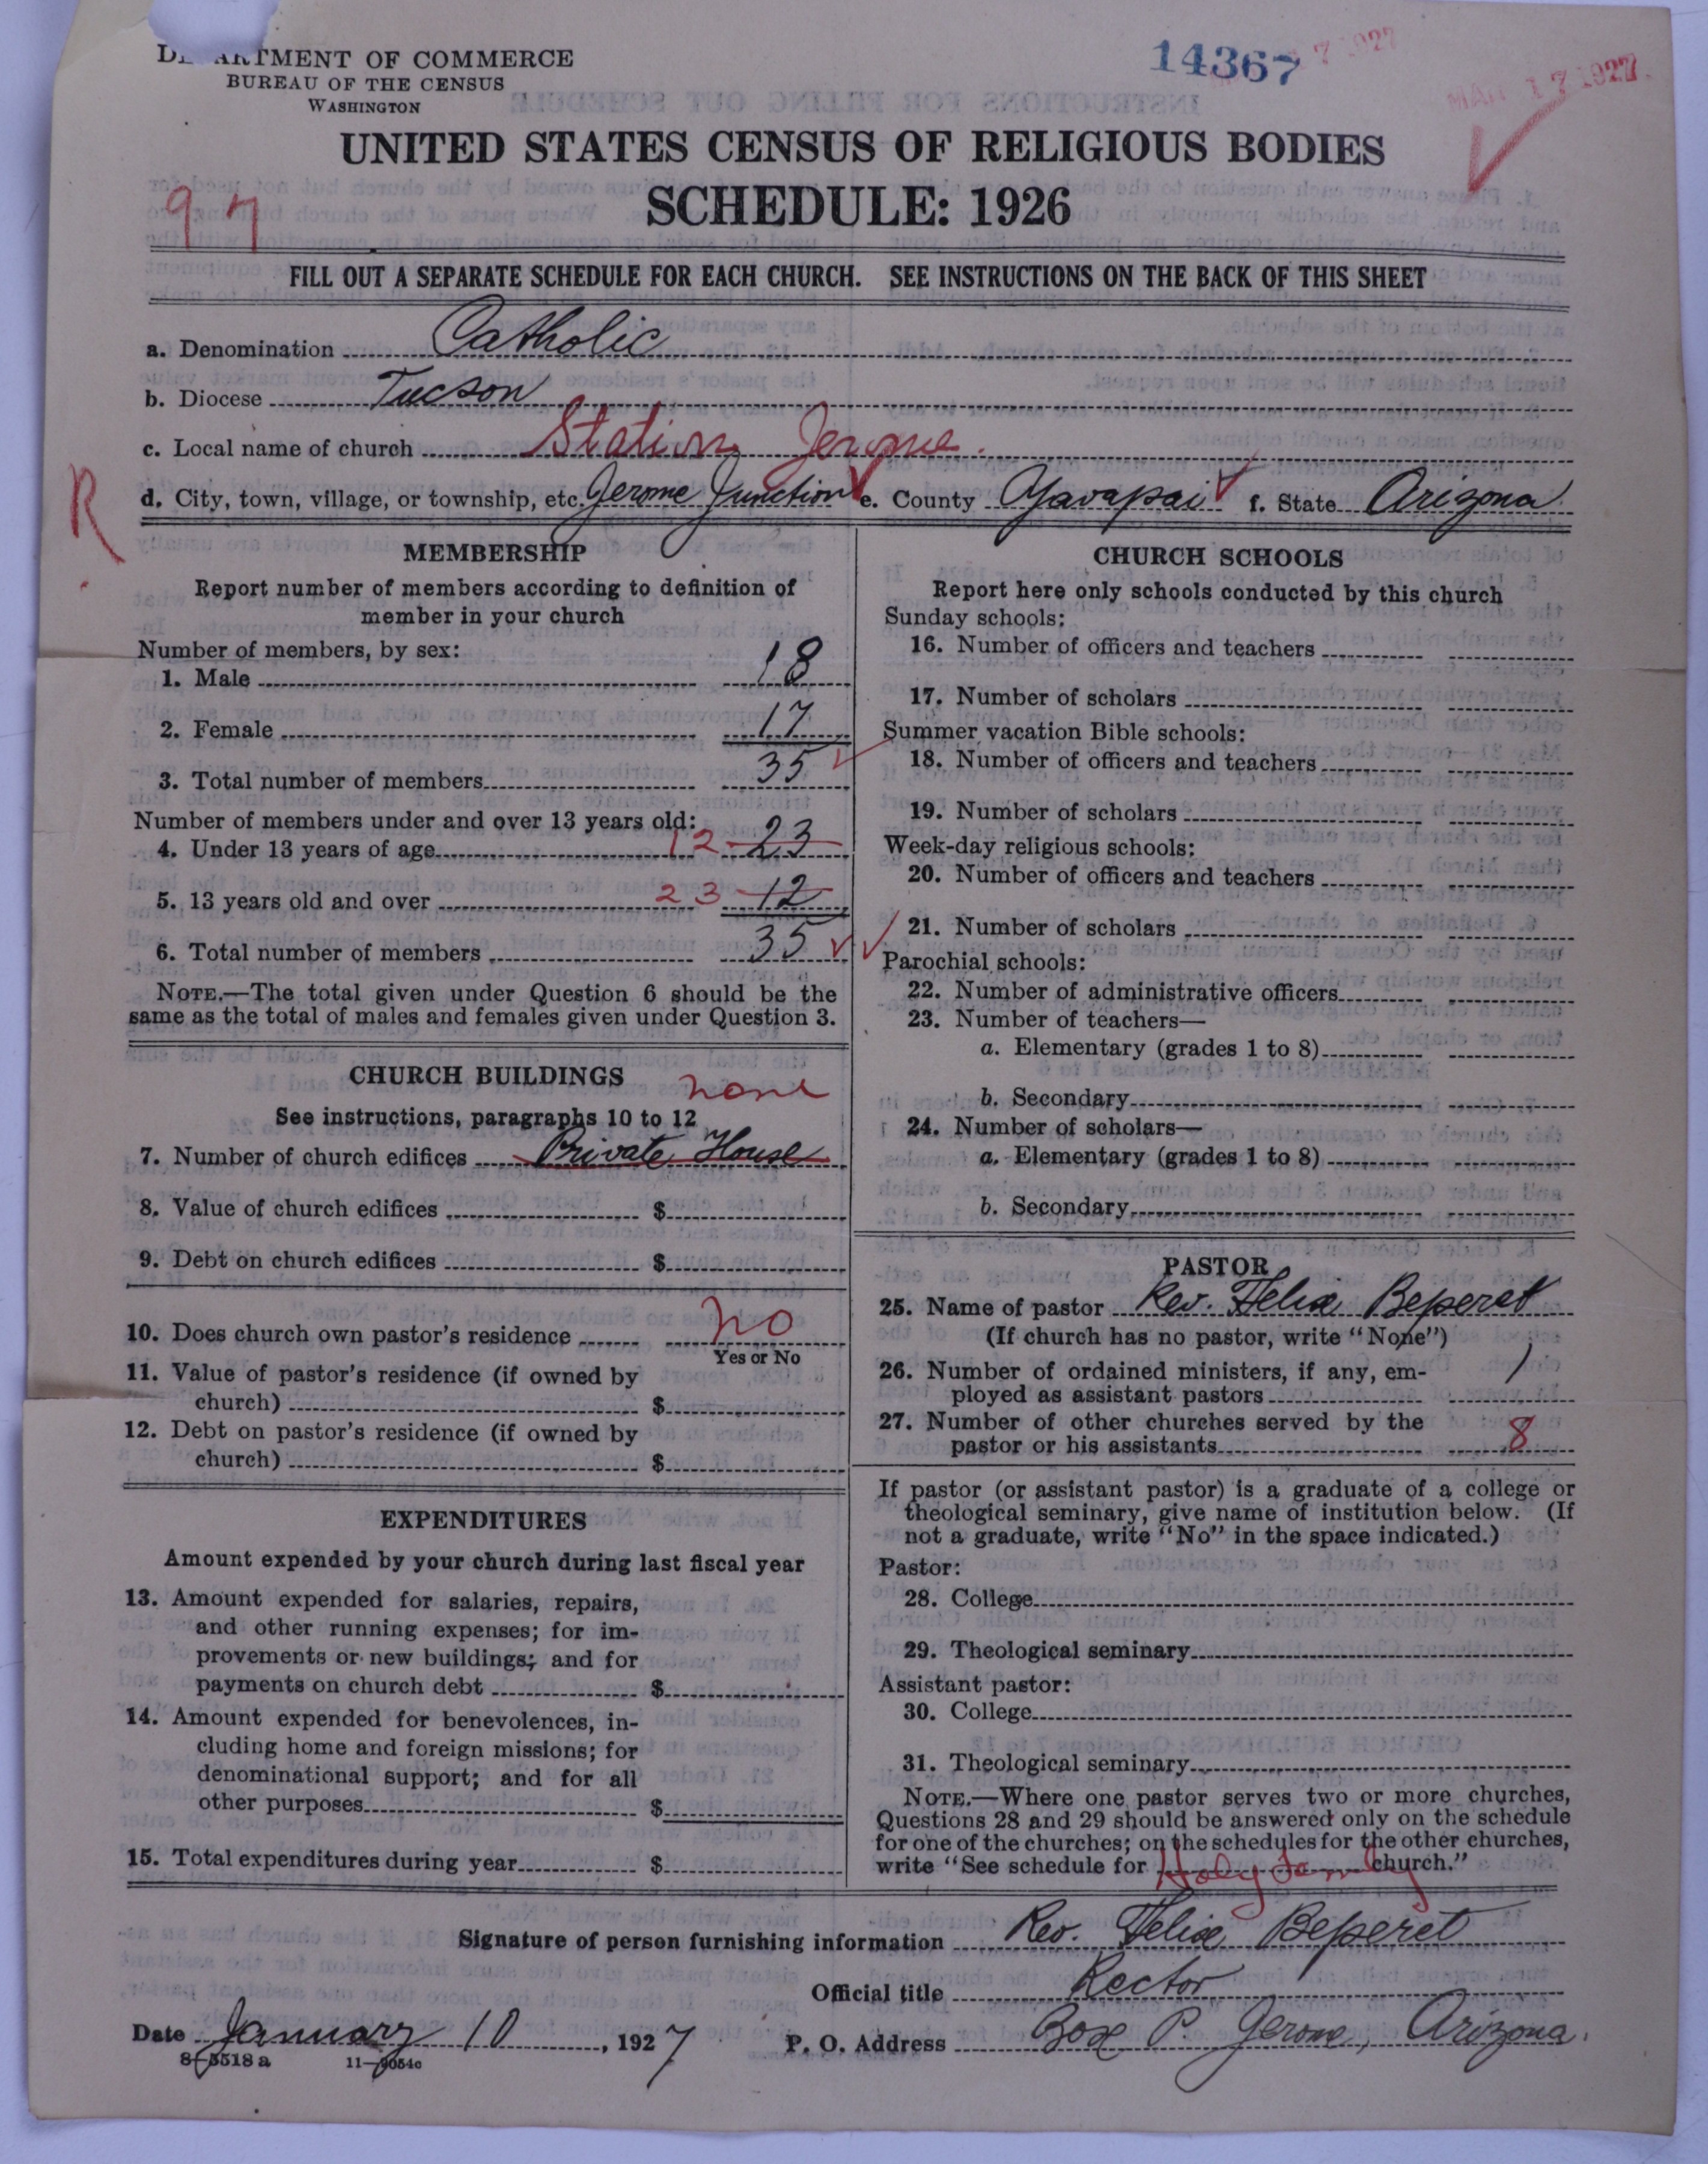 DEPARTMENT OF COMMERCE
BUREAU OF THE CENSUS
WASHINGTON
14367
7 1927
MAR 17 1927
UNITED STATES CENSUS OF RELIGIOUS BODIES
SCHEDULE: 1926
97
FILL OUT A SEPARATE SCHEDULE FOR EACH CHURCH. SEE INSTRUCTIONS ON THE BACK OF THIS SHEET
a. Denomination Catholic
b. Diocese Tucson
c. Local name of church Station Jerome.
R
d. City, town, village, or township, etc. Jerome Junction e. County Yavapai f. State Arizona
MEMBERSHIP
Report number of members according to definition of
member in your church
Number of members, by sex:
1. Male 18
2. Female 17
3. Total number of members 35
Number of members under and over 13 years old:
4. Under 13 years of age 12 23
5. 13 years old and over 23 12
6. Total number of members 35
NOTE.—The total given under Question 6 should be the
same as the total of males and females given under Question 3.
CHURCH BUILDINGS
none
See instructions, paragraphs 10 to 12
7. Number of church edifices Private House
8. Value of church edifices $
9. Debt on church edifices $
10. Does church own pastor's residence no
Yes or No
11. Value of pastor's residence (if owned by
church) $
12. Debt on pastor's residence (if owned by
church) $
EXPENDITURES
Amount expended by your church during last fiscal year
13. Amount expended for salaries, repairs,
and other running expenses; for im-
provements or new buildings; and for
payments on church debt $
14. Amount expended for benevolences, in-
cluding home and foreign missions; for
denominational support; and for all
other purposes $
15. Total expenditures during year $
CHURCH SCHOOLS
Report here only schools conducted by this church
Sunday schools:
16. Number of officers and teachers
17. Number of scholars
Summer vacation Bible schools:
18. Number of officers and teachers
19. Number of scholars
Week-day religious schools:
20. Number of officers and teachers
21. Number of scholars
Parochial schools:
22. Number of administrative officers
23. Number of teachers—
a. Elementary (grades 1 to 8)
b. Secondary
24. Number of scholars—
a. Elementary (grades 1 to 8)
b. Secondary
PASTOR
25. Name of pastor Rev. Felix Beperet
(If church has no pastor, write "None")
26. Number of ordained ministers, if any, em-
ployed as assistant pastors 1
27. Number of other churches served by the
pastor or his assistants 8
If pastor (or assistant pastor) is a graduate of a college or
theological seminary, give name of institution below. (If
not a graduate, write "No" in the space indicated.)
Pastor:
28. College
29. Theological seminary
Assistant pastor:
30. College
31. Theological seminary
NOTE.—Where one pastor serves two or more churches,
Questions 28 and 29 should be answered only on the schedule
for one of the churches; on the schedules for the other churches,
write "See schedule for Holy Family church."
Signature of person furnishing information Rev. Felix Beperet
Official title Rector
Date January 10, 1927 P. O. Address Box P. Jerome, Arizona.
8-5518 a 11-9054c